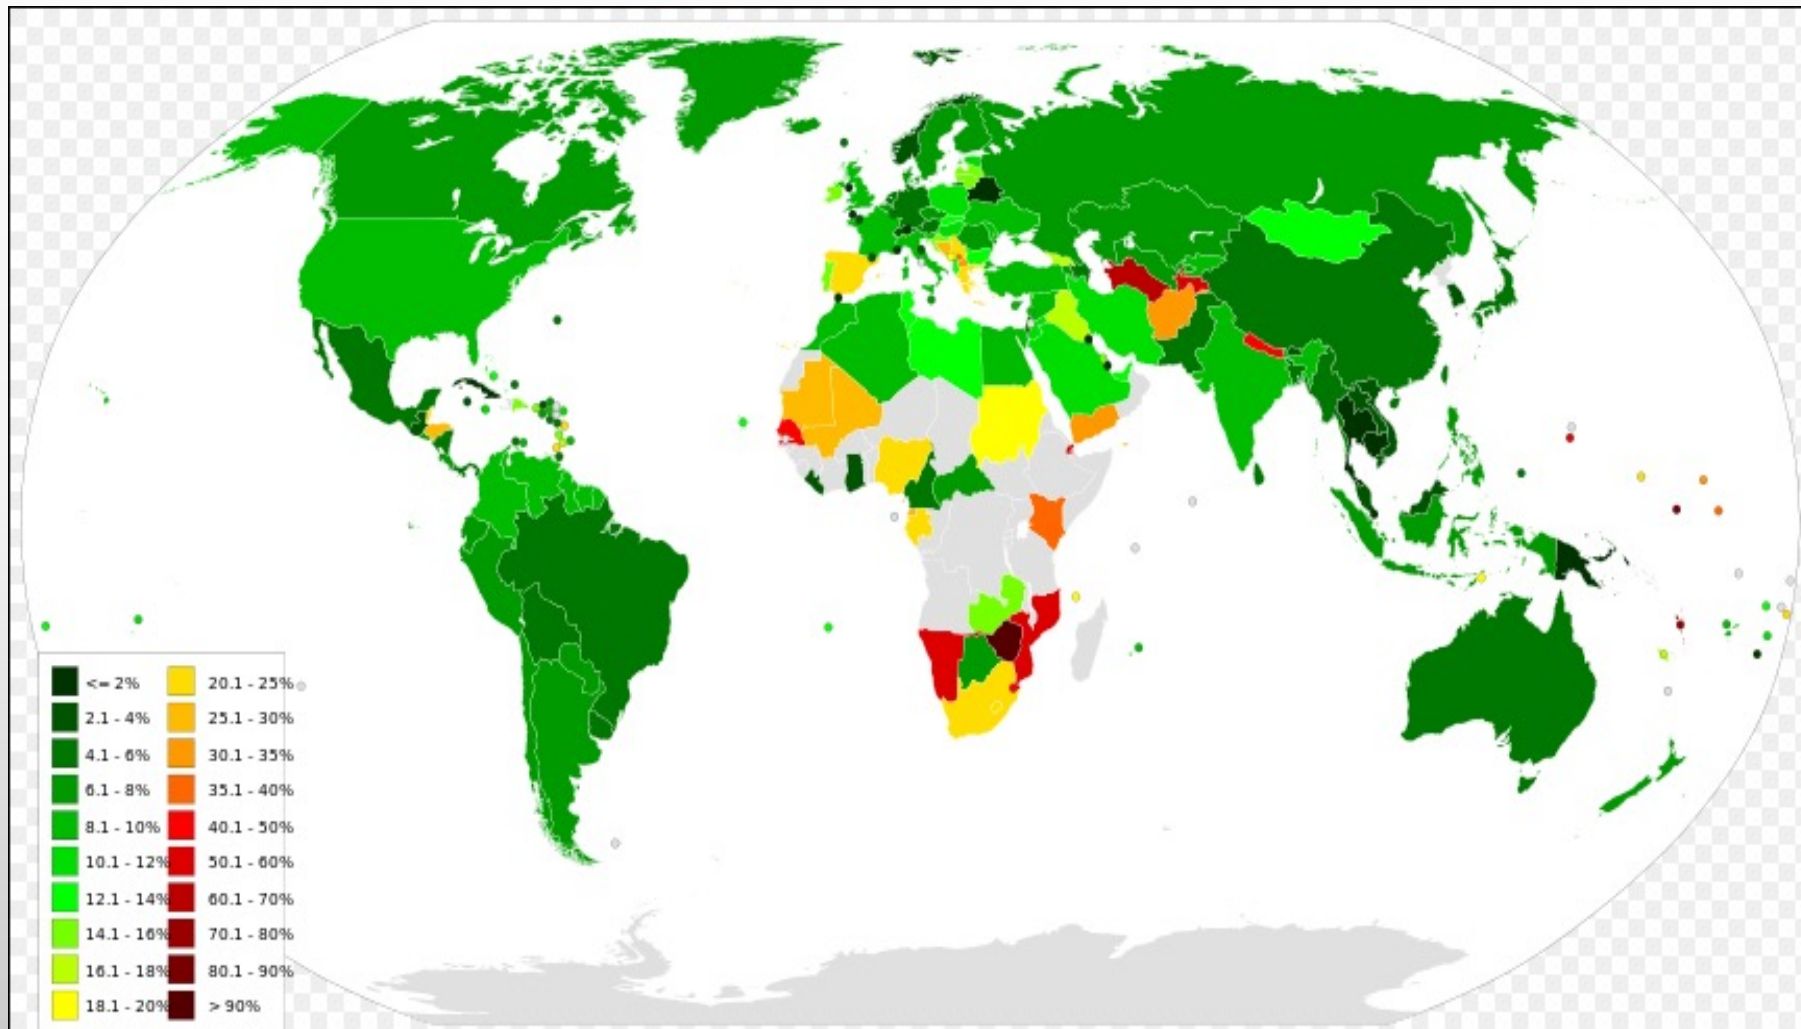 <= 2%
2.1 - 4%
4.1 - 6%
6.1 - 8%
8.1 - 10%
10.1 - 12%
12.1 - 14%
14.1 - 16%
16.1 - 18%
18.1 - 20%
20.1 - 25%
25.1 - 30%
30.1 - 35%
35.1 - 40%
40.1 - 50%
50.1 - 60%
60.1 - 70%
70.1 - 80%
80.1 - 90%
> 90%